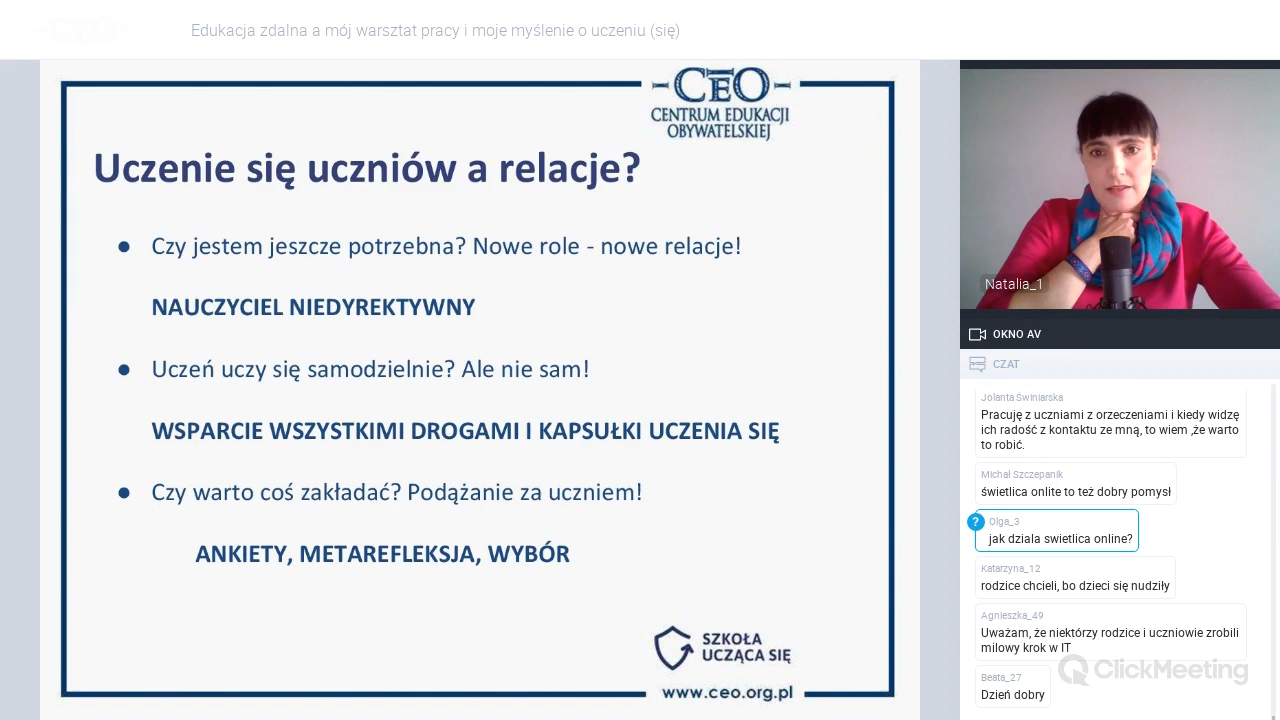 Edukacja zdalna a mój warsztat pracy i moje myślenie o uczeniu (się)
CEO
CENTRUM EDUKACJI
OBYWATELSKIEJ
Uczenie się uczniów a relacje?
● Czy jestem jeszcze potrzebna? Nowe role - nowe relacje!
NAUCZYCIEL NIEDYREKTYWNY
● Uczeń uczy się samodzielnie? Ale nie sam!
WSPARCIE WSZYSTKIMI DROGAMI I KAPSUŁKI UCZENIA SIĘ
● Czy warto coś zakładać? Podążanie za uczniem!
ANKIETY, METAREFLEKSJA, WYBÓR
SZKOŁA
UCZĄCA SIĘ
www.ceo.org.pl
Natalia_1
OKNO AV
CZAT
Jolanta Świniarska
Pracuję z uczniami z orzeczeniami i kiedy widzę
ich radość z kontaktu ze mną, to wiem ,że warto
to robić.
Michał Szczepanik
świetlica onlite to też dobry pomysł
?
Olga_3
jak dziala swietlica online?
Katarzyna_12
rodzice chcieli, bo dzieci się nudziły
Agnieszka_49
Uważam, że niektórzy rodzice i uczniowie zrobili
milowy krok w IT
Beata_27
Dzień dobry
ClickMeeting